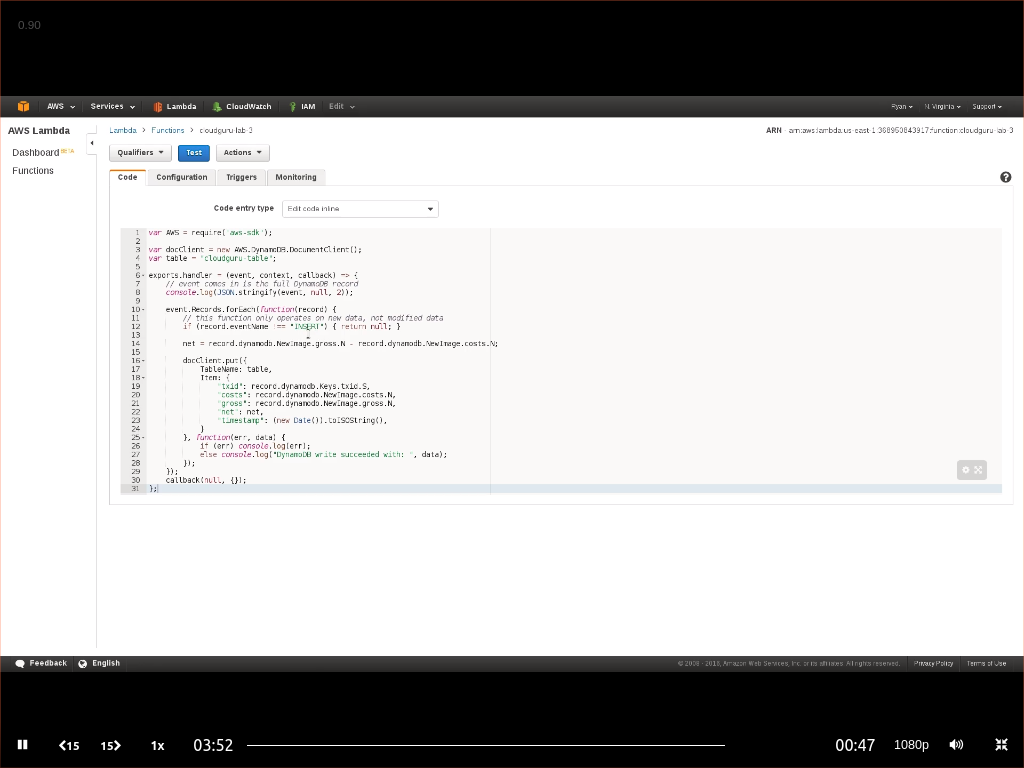 0.90
AWS Services Lambda CloudWatch IAM Edit Ryan N. Virginia Support
AWS Lambda
Dashboard BETA
Functions
Lambda > Functions > cloudguru-lab-3
ARN - arn:aws:lambda:us-east-1:368950843917:function:cloudguru-lab-3
Qualifiers Test Actions
Code Configuration Triggers Monitoring
Code entry type Edit code inline
1 var AWS = require('aws-sdk');
2
3 var docClient = new AWS.DynamoDB.DocumentClient();
4 var table = 'cloudguru-table';
5
6 exports.handler = (event, context, callback) => {
7 // event comes in is the full DynamoDB record
8 console.log(JSON.stringify(event, null, 2));
9
10 event.Records.forEach(function(record) {
11 // this function only operates on new data, not modified data
12 if (record.eventName !== "INSERT") { return null; }
13
14 net = record.dynamodb.NewImage.gross.N - record.dynamodb.NewImage.costs.N;
15
16 docClient.put({
17 TableName: table,
18 Item: {
19 "txid": record.dynamodb.Keys.txid.S,
20 "costs": record.dynamodb.NewImage.costs.N,
21 "gross": record.dynamodb.NewImage.gross.N,
22 "net": net,
23 "timestamp": (new Date()).toISOString(),
24 }
25 }, function(err, data) {
26 if (err) console.log(err);
27 else console.log("DynamoDB write succeeded with: ", data);
28 });
29 });
30 callback(null, {});
31 };
Feedback English © 2008 - 2016, Amazon Web Services, Inc. or its affiliates. All rights reserved. Privacy Policy Terms of Use
15 15 1x 03:52 00:47 1080p